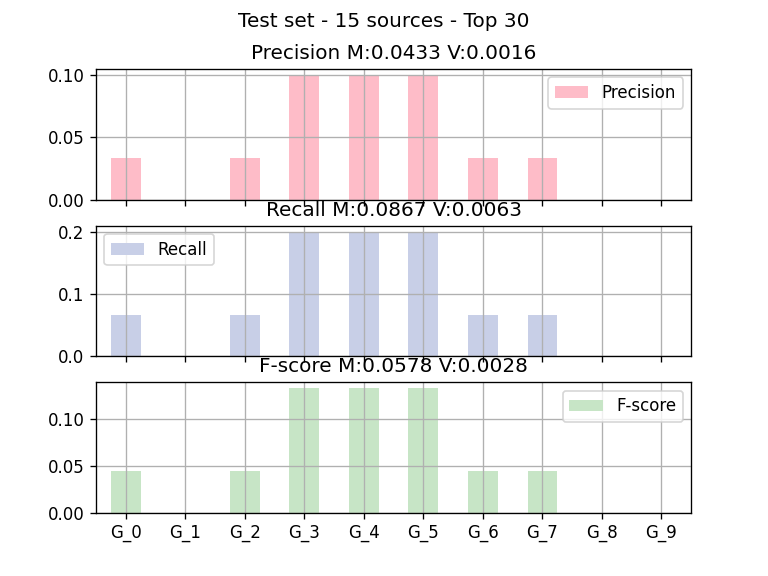 Test set - 15 sources - Top 30
Precision M:0.0433 V:0.0016
0.10
0.05
0.00
Precision
Recall M:0.0867 V:0.0063
0.2
0.1
0.0
Recall
F-score M:0.0578 V:0.0028
0.10
0.05
0.00
F-score
G_0 G_1 G_2 G_3 G_4 G_5 G_6 G_7 G_8 G_9